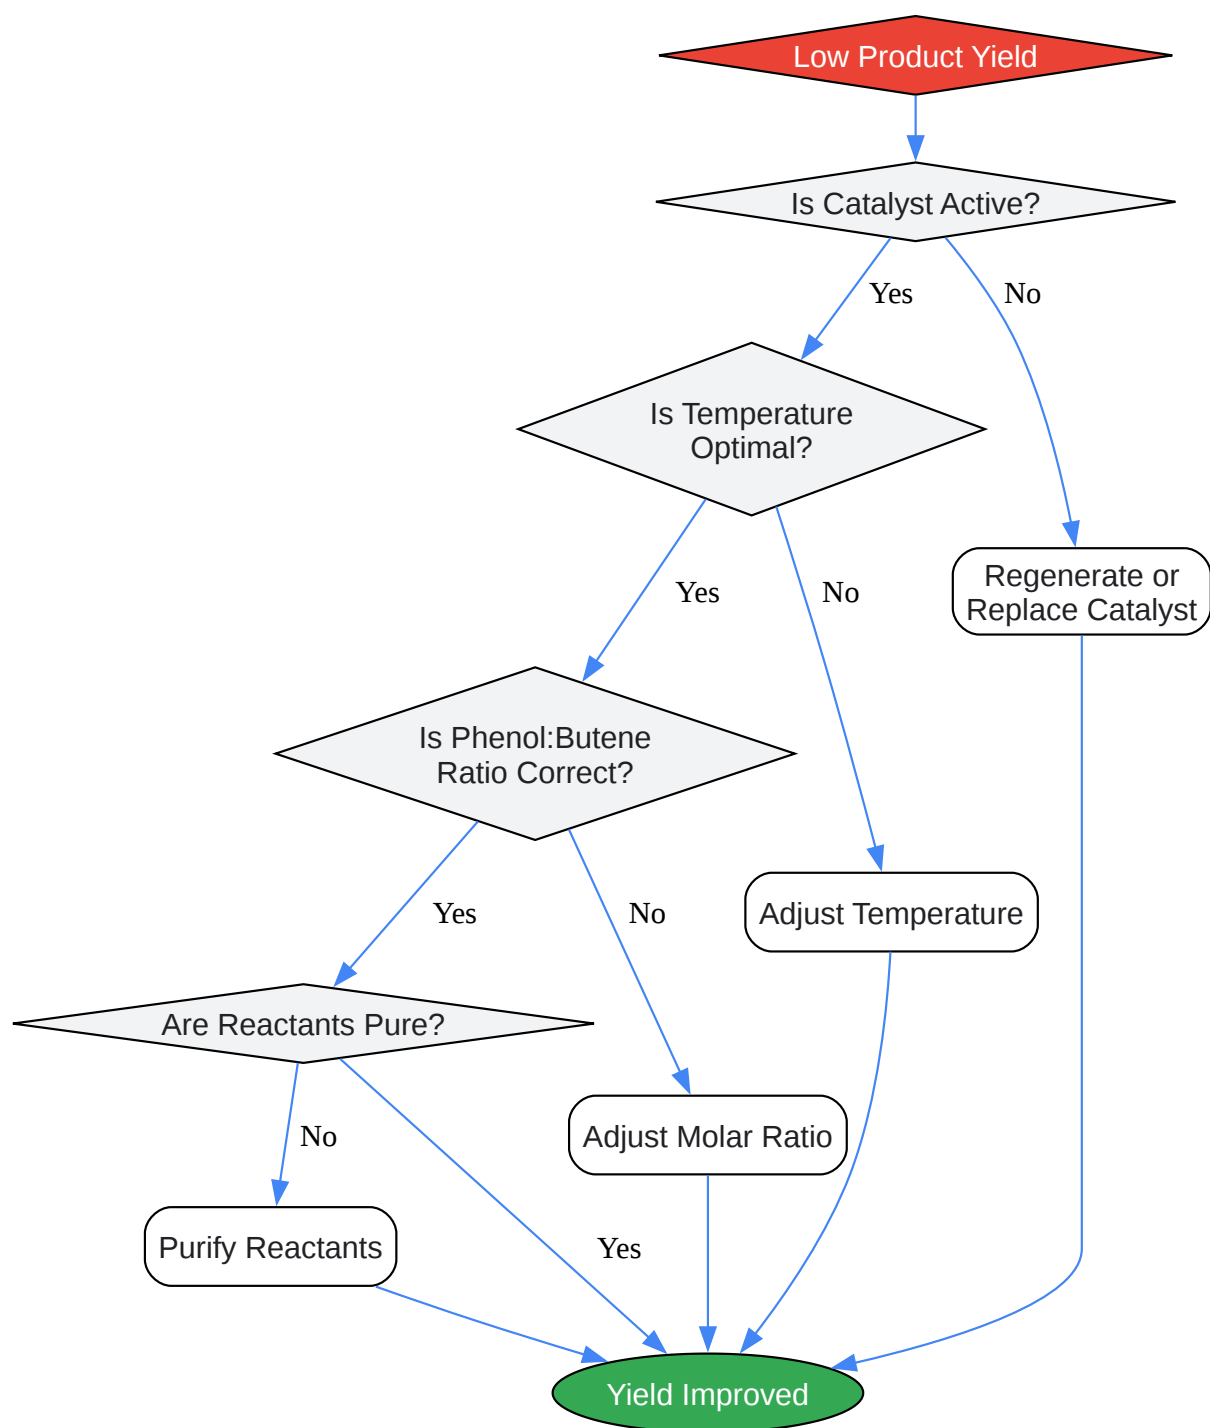 Low Product Yield
Is Catalyst Active?
Yes
No
Is Temperature
Optimal?
Yes
No
Regenerate or
Replace Catalyst
Is Phenol:Butene
Ratio Correct?
Yes
No
Adjust Temperature
Are Reactants Pure?
No
Adjust Molar Ratio
Purify Reactants
Yes
Yield Improved